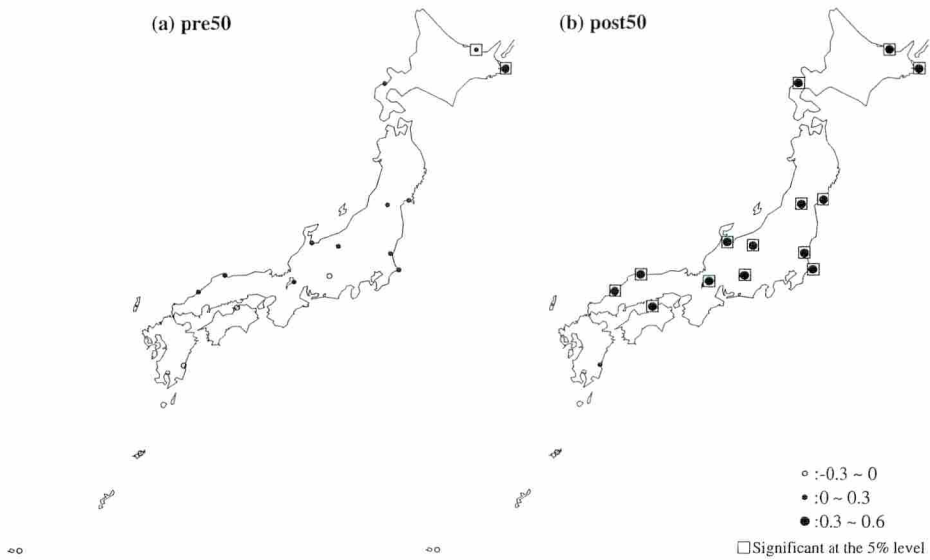 (a) pre50
(b) post50
:-0.3 ~ 0
:0 ~ 0.3
:0.3 ~ 0.6
Significant at the 5% level